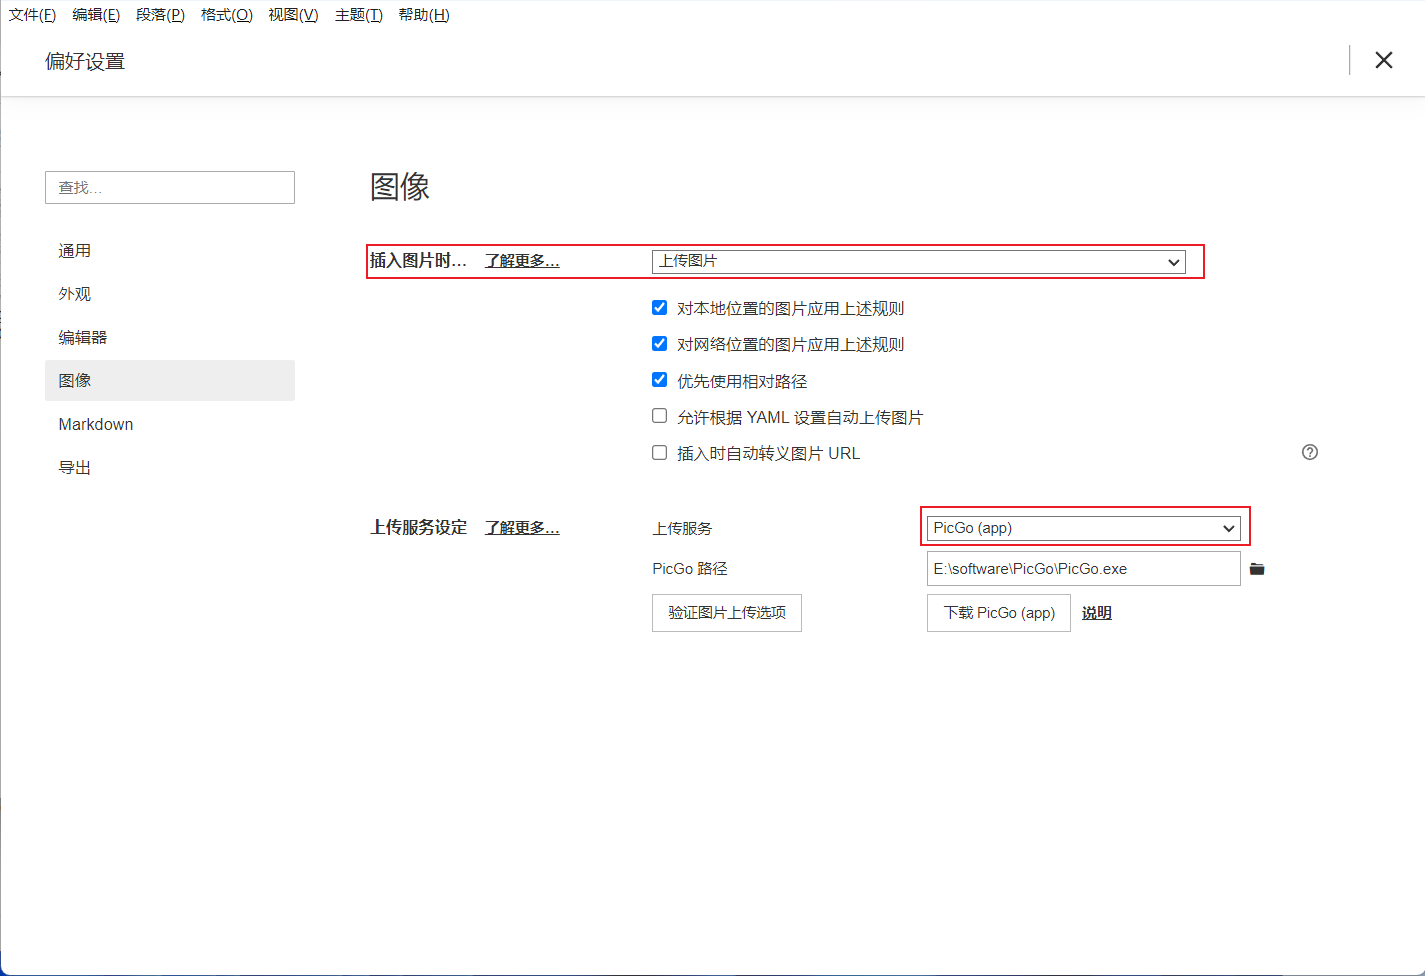 文件(F) 编辑(E) 段落(P) 格式(O) 视图(V) 主题(T) 帮助(H)
偏好设置
查找...
通用
外观
编辑器
图像
Markdown
导出
图像
插入图片时... 了解更多... 上传图片
对本地位置的图片应用上述规则
对网络位置的图片应用上述规则
优先使用相对路径
允许根据 YAML 设置自动上传图片
插入时自动转义图片 URL
上传服务设定 了解更多... 上传服务 PicGo (app)
PicGo 路径 E:\software\PicGo\PicGo.exe
验证图片上传选项 下载 PicGo (app) 说明